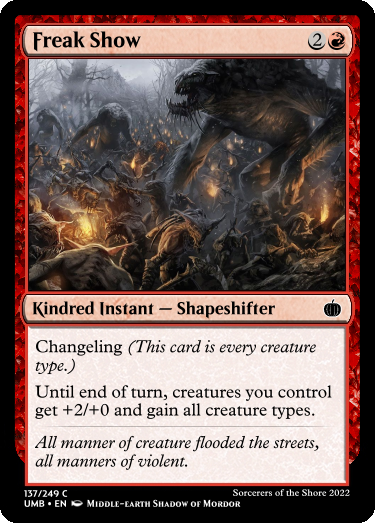 Freak Show 2
Kindred Instant — Shapeshifter
Changeling (This card is every creature
type.)
Until end of turn, creatures you control
get +2/+0 and gain all creature types.
All manner of creature flooded the streets,
all manners of violent.
137/249 C Sorcerers of the Shore 2022
UMB • EN Middle-earth Shadow of Mordor